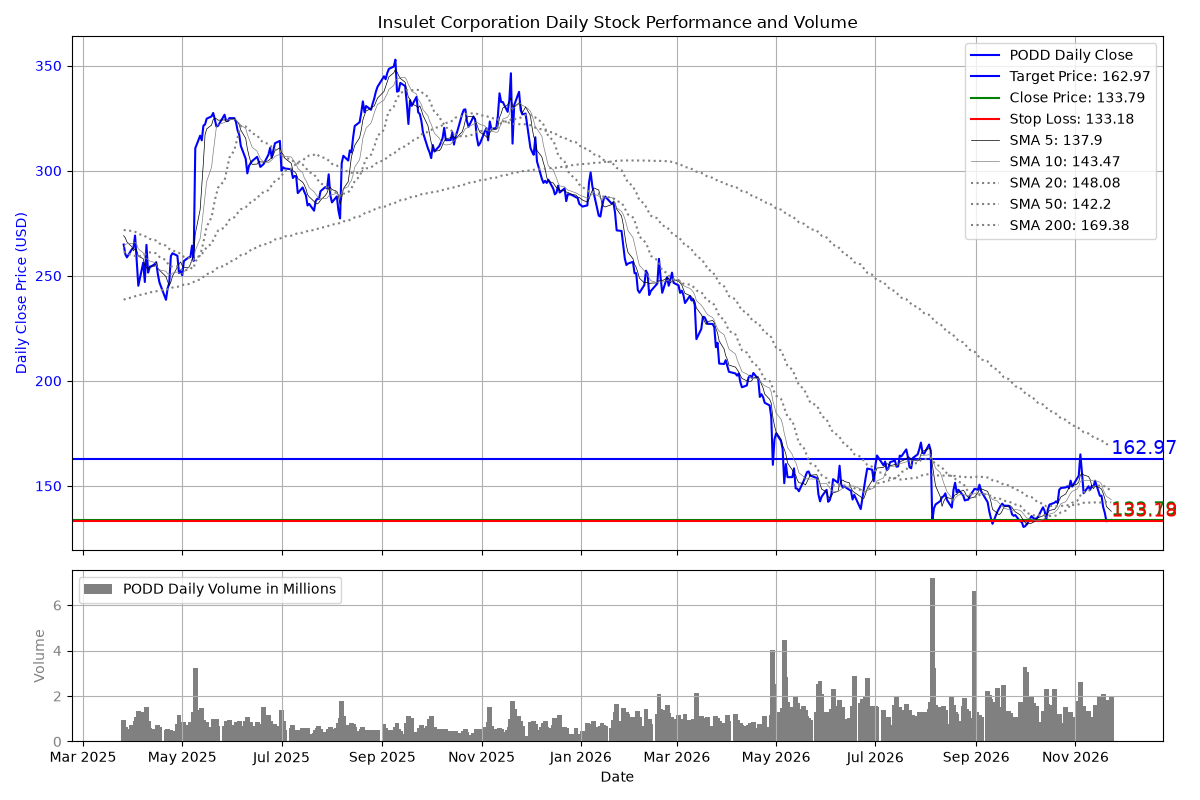 Insulet Corporation Daily Stock Performance and Volume
Daily Close Price (USD)
350
300
250
200
150
PODD Daily Close
Target Price: 162.97
Close Price: 133.79
Stop Loss: 133.18
SMA 5: 137.9
SMA 10: 143.47
SMA 20: 148.08
SMA 50: 142.2
SMA 200: 169.38
162.97
133.79
133.18
PODD Daily Volume in Millions
Volume
6
4
2
0
Mar 2025
May 2025
Jul 2025
Sep 2025
Nov 2025
Jan 2026
Mar 2026
May 2026
Jul 2026
Sep 2026
Nov 2026
Date